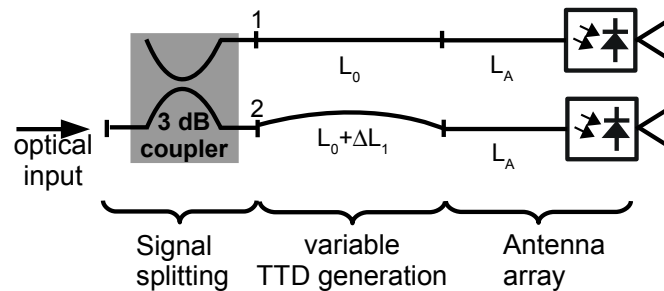 1
L0
LA
2
3 dB
coupler
optical
input
L0+ΔL1
LA
Signal
splitting
variable
TTD generation
Antenna
array